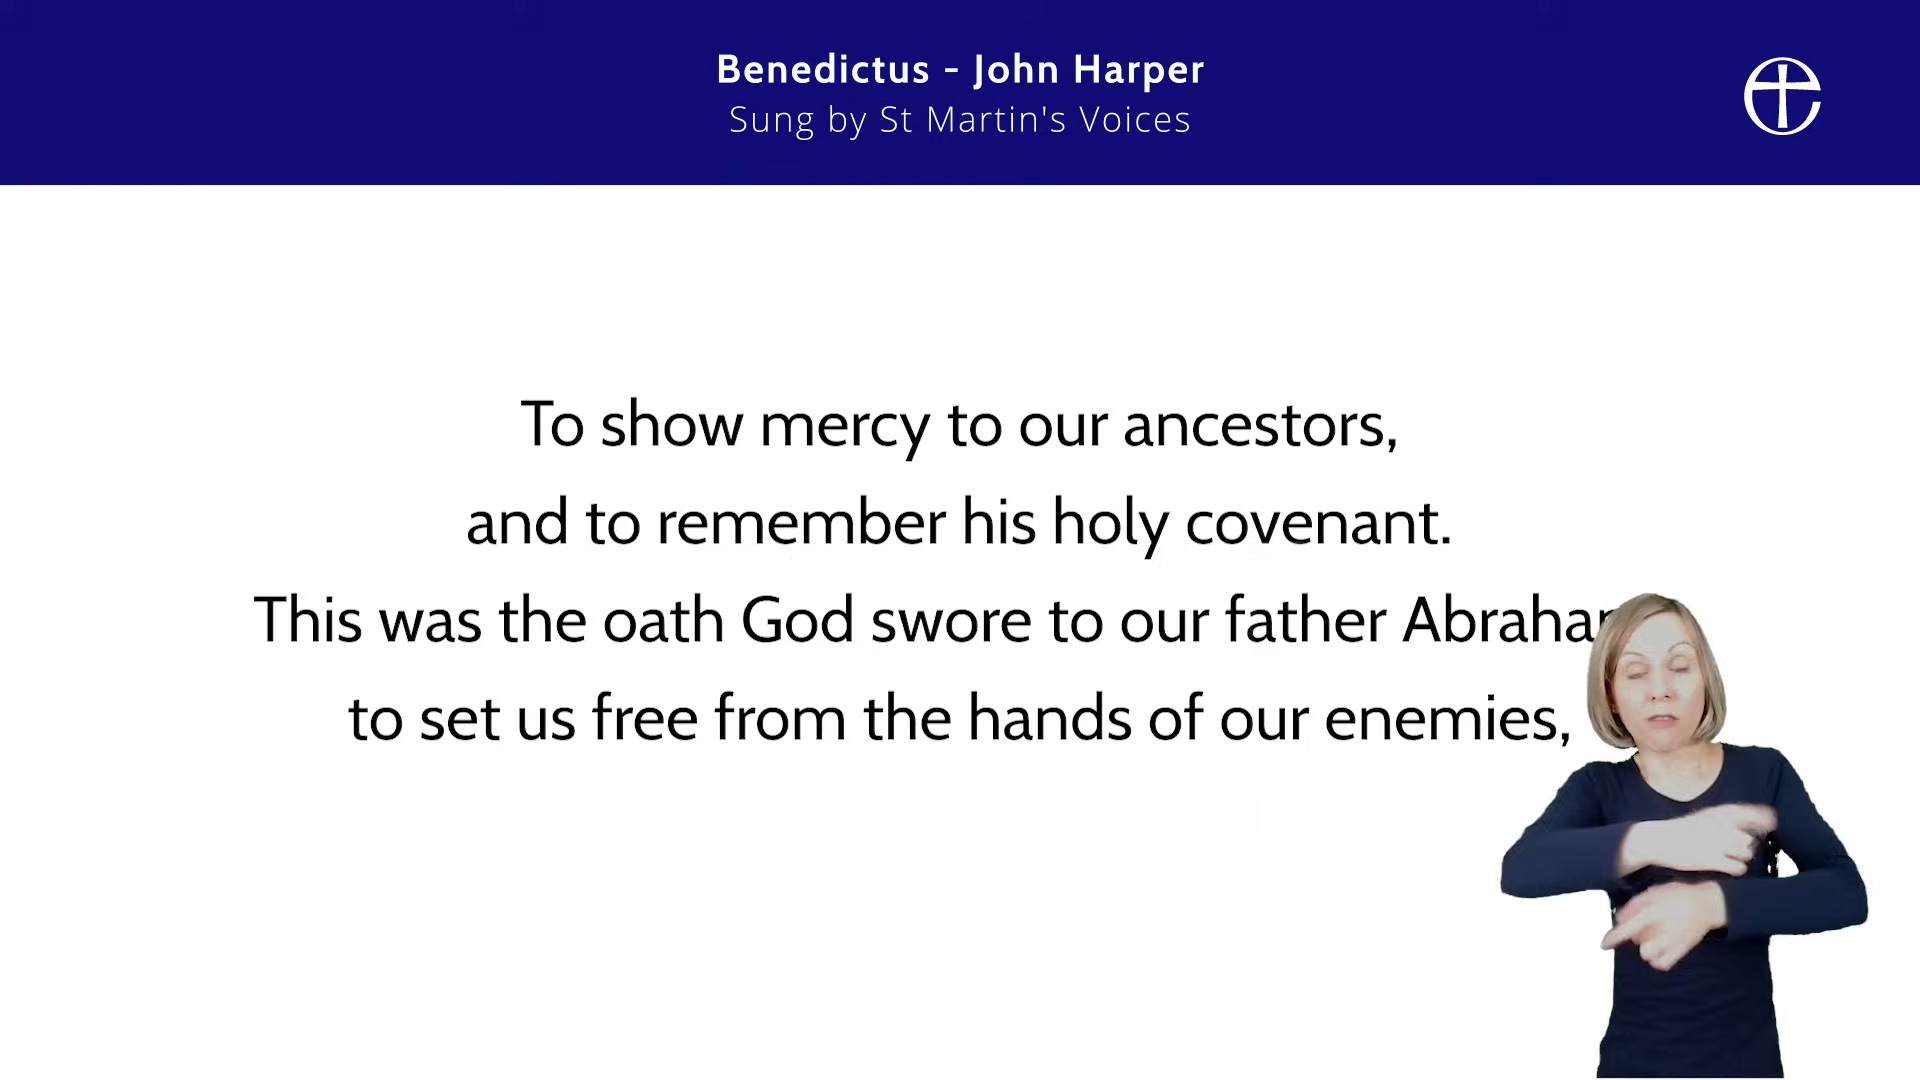 Benedictus - John Harper
Sung by St Martin's Voices
To show mercy to our ancestors,
and to remember his holy covenant.
This was the oath God swore to our father
to set us free from the hands of our enemies,